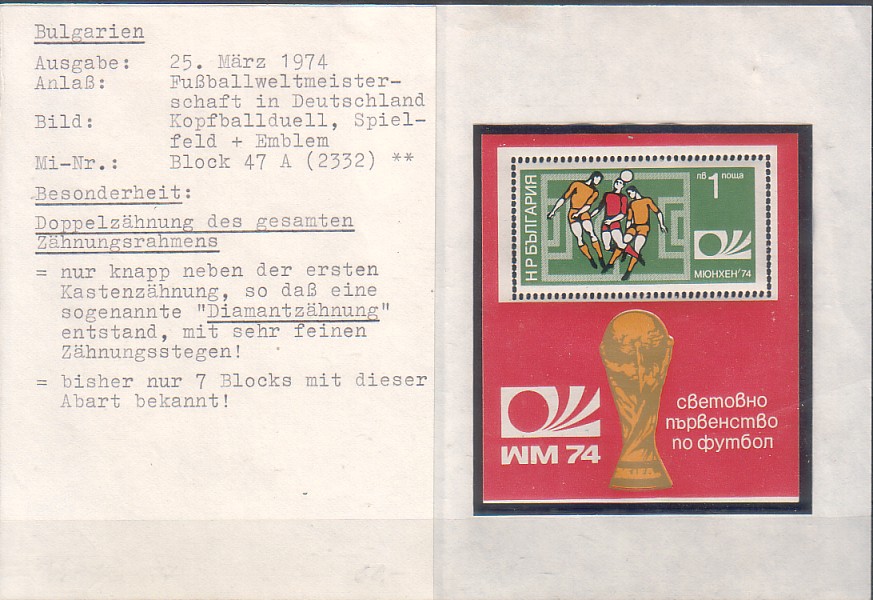 Bulgarien
Ausgabe: 25. März 1974
Anlaß: Fußballweltmeister-
schaft in Deutschland
Bild: Kopfballduell, Spiel-
feld + Emblem
Mi-Nr.: Block 47 A (2332) **
Besonderheit:
Doppelzähnung des gesamten
Zähnungsrahmens
= nur knapp neben der ersten
Kastenzähnung, so daß eine
sogenannte "Diamantzähnung"
entstand, mit sehr feinen
Zähnungsstegen!
= bisher nur 7 Blocks mit dieser
Abart bekannt!
НРБЪЛГАРИЯ
лв 1 поща
МЮНХЕН/74
WM 74
световно
първенство
по футбол